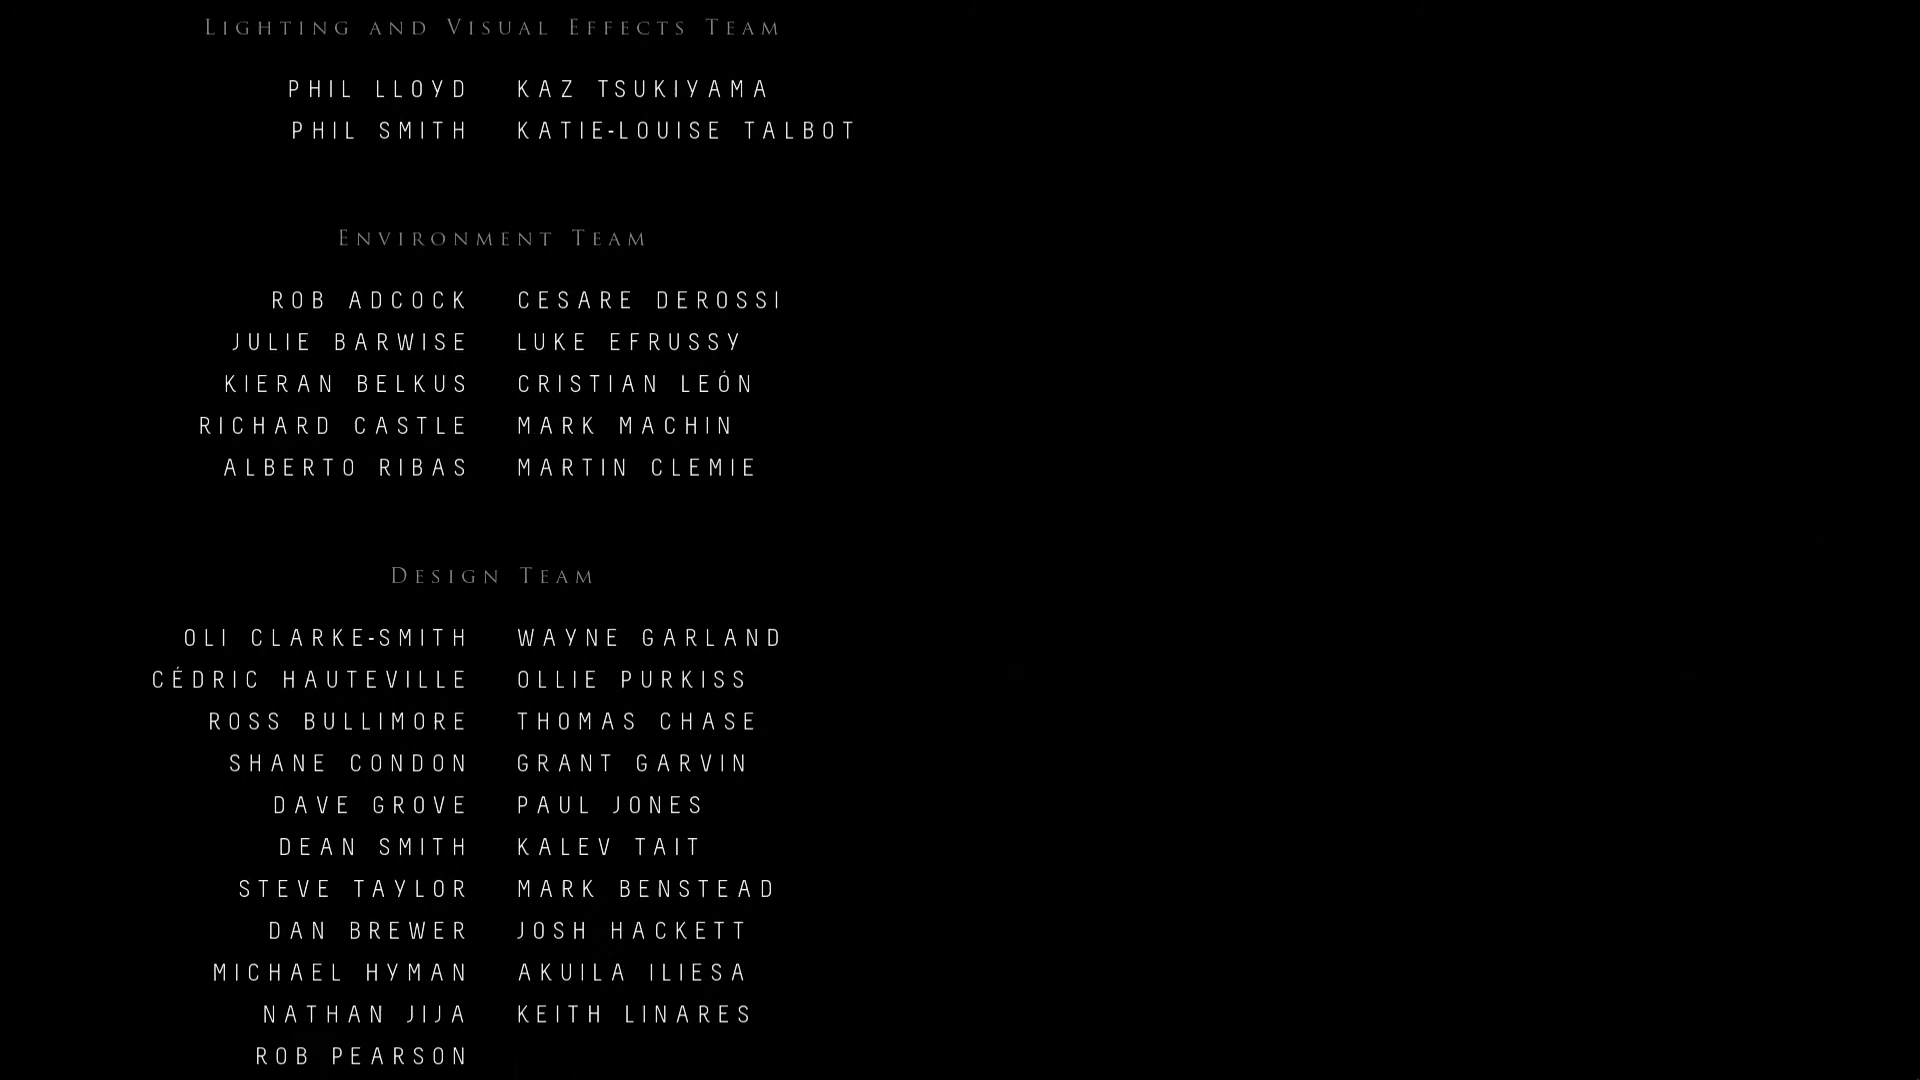 Lighting and Visual Effects Team
PHIL LLOYD KAZ TSUKIYAMA
PHIL SMITH KATIE-LOUISE TALBOT
Environment Team
ROB ADCOCK CESARE DEROSSI
JULIE BARWISE LUKE EFRUSSY
KIERAN BELKUS CRISTIAN LEÓN
RICHARD CASTLE MARK MACHIN
ALBERTO RIBAS MARTIN CLEMIE
Design Team
OLI CLARKE-SMITH WAYNE GARLAND
CÉDRIC HAUTEVILLE OLLIE PURKISS
ROSS BULLIMORE THOMAS CHASE
SHANE CONDON GRANT GARVIN
DAVE GROVE PAUL JONES
DEAN SMITH KALEV TAIT
STEVE TAYLOR MARK BENSTEAD
DAN BREWER JOSH HACKETT
MICHAEL HYMAN AKUILA ILIESA
NATHAN JIJA KEITH LINARES
ROB PEARSON